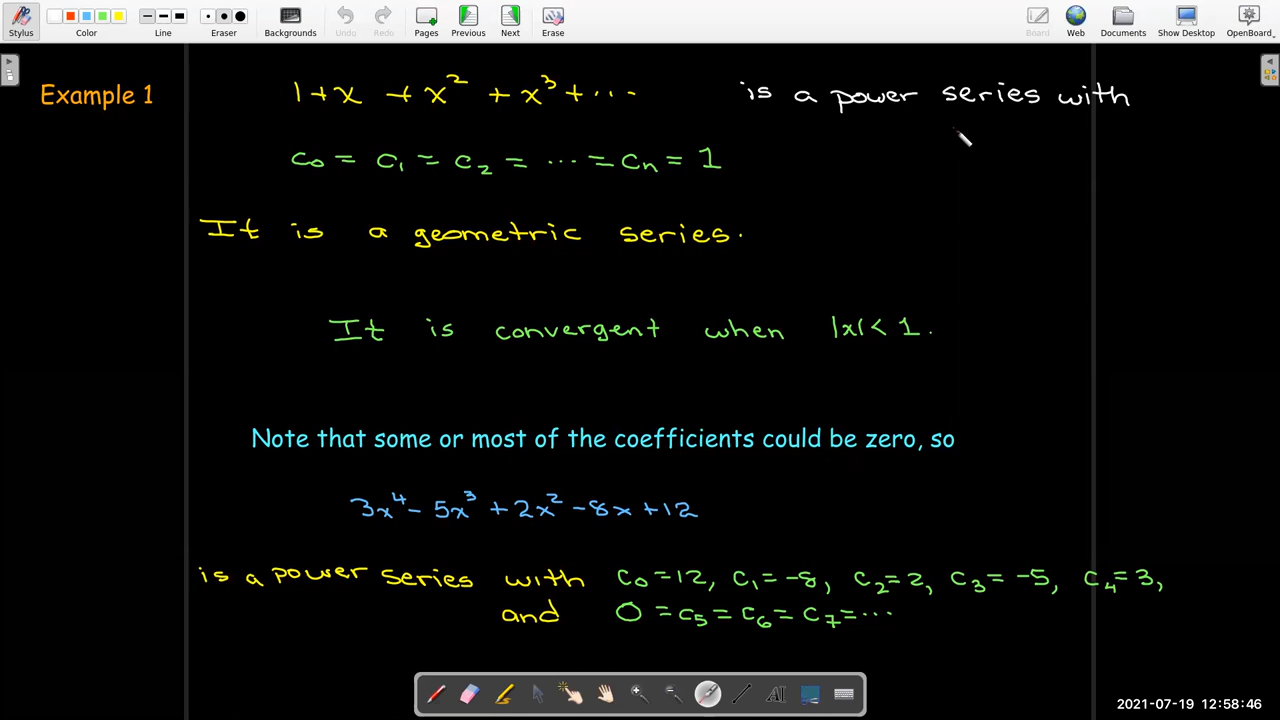 Stylus Color Line Eraser Backgrounds Undo Redo Pages Previous Next Erase Board Web Documents Show Desktop OpenBoard
Example 1 1+x + x² + x³ + ··· is a power series with
c₀ = c₁ = c₂ = ··· = cₙ = 1
It is a geometric series.
It is convergent when |x| < 1.
Note that some or most of the coefficients could be zero, so
3x⁴ - 5x³ + 2x² - 8x + 12
is a power series with c₀ = 12, c₁ = -8, c₂ = 2, c₃ = -5, c₄ = 3,
and 0 = c₅ = c₆ = c₇ = ···
AI
2021-07-19 12:58:46